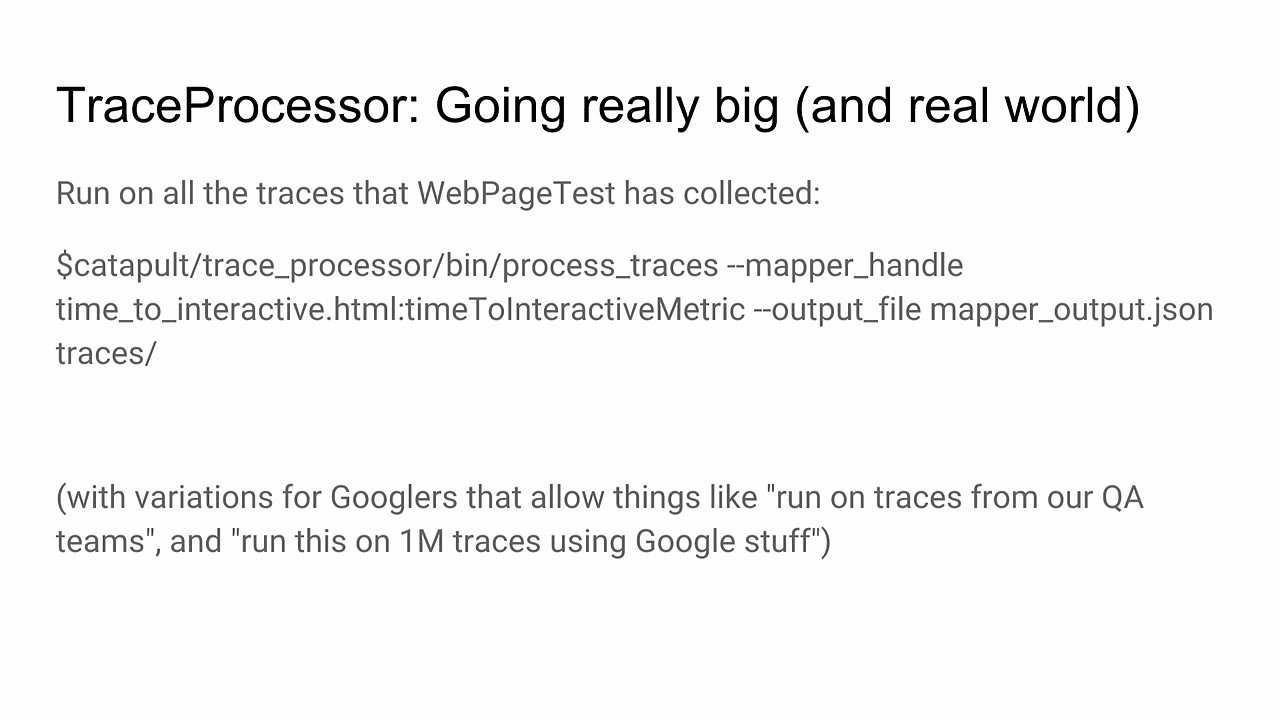 TraceProcessor: Going really big (and real world)
Run on all the traces that WebPageTest has collected:
$catapult/trace_processor/bin/process_traces --mapper_handle
time_to_interactive.html:timeToInteractiveMetric --output_file mapper_output.json
traces/
(with variations for Googlers that allow things like "run on traces from our QA
teams", and "run this on 1M traces using Google stuff")